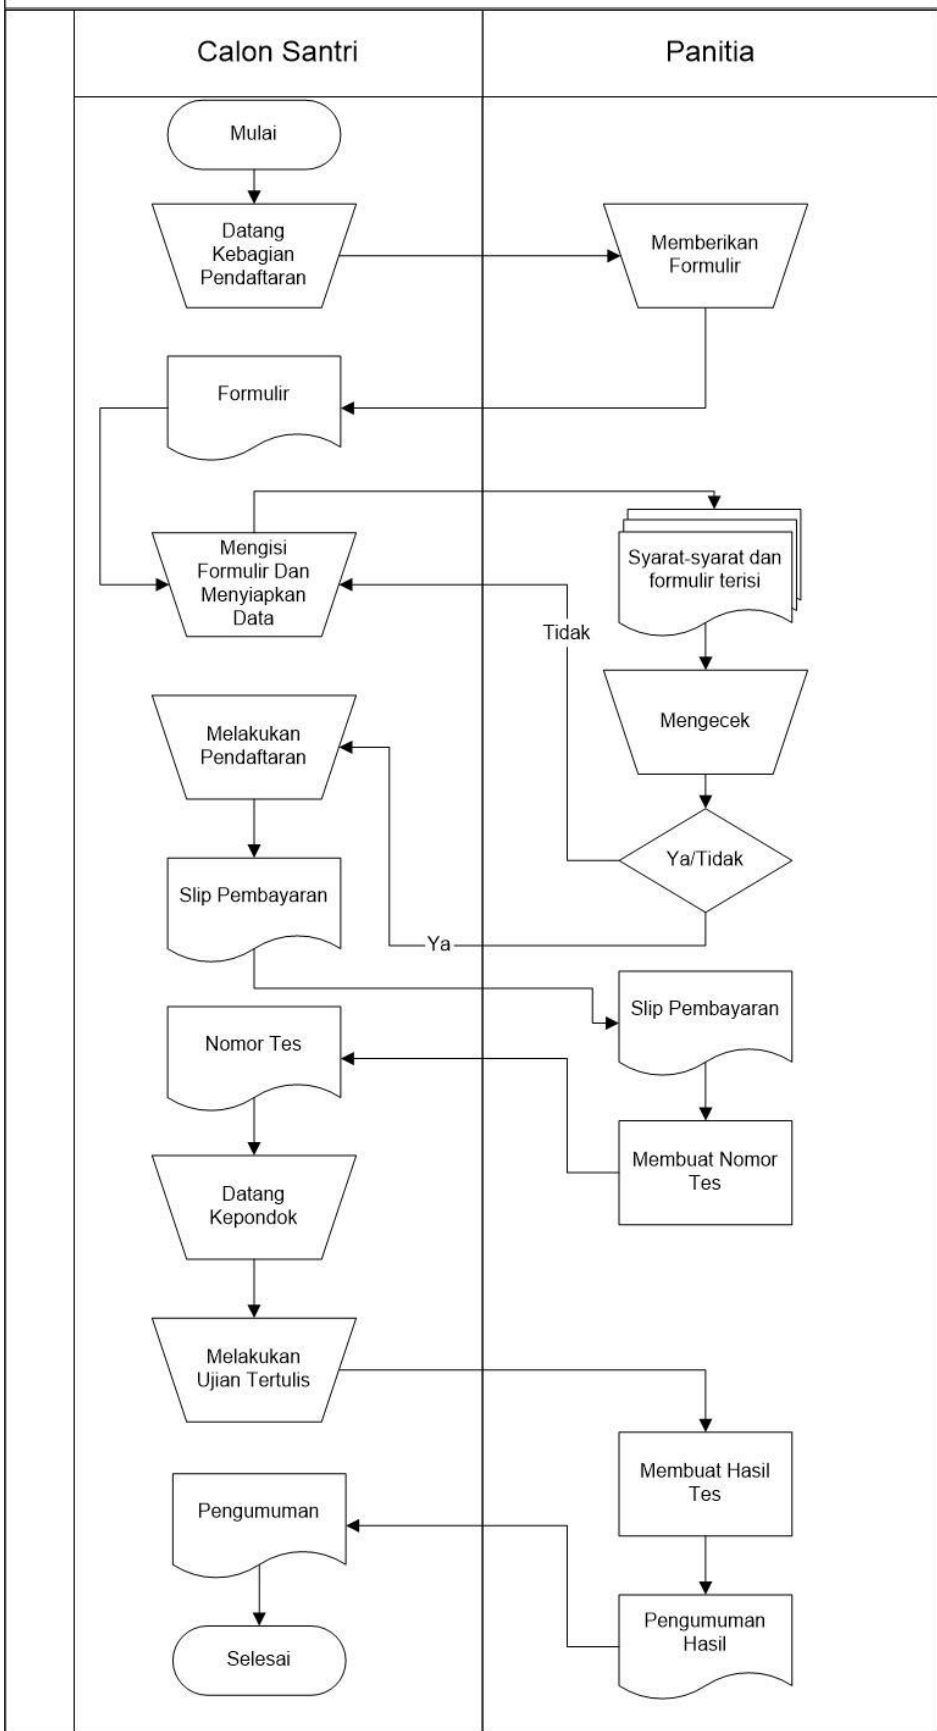 Calon Santri
Panitia
Mulai
Datang
Kebagian
Pendaftaran
Memberikan
Formulir
Formulir
Mengisi
Formulir Dan
Menyiapkan
Data
Syarat-syarat dan
formulir terisi
Tidak
Mengecek
Melakukan
Pendaftaran
Ya/Tidak
Slip Pembayaran
Ya
Slip Pembayaran
Nomor Tes
Membuat Nomor
Tes
Datang
Kepondok
Melakukan
Ujian Tertulis
Membuat Hasil
Tes
Pengumuman
Pengumuman
Hasil
Selesai